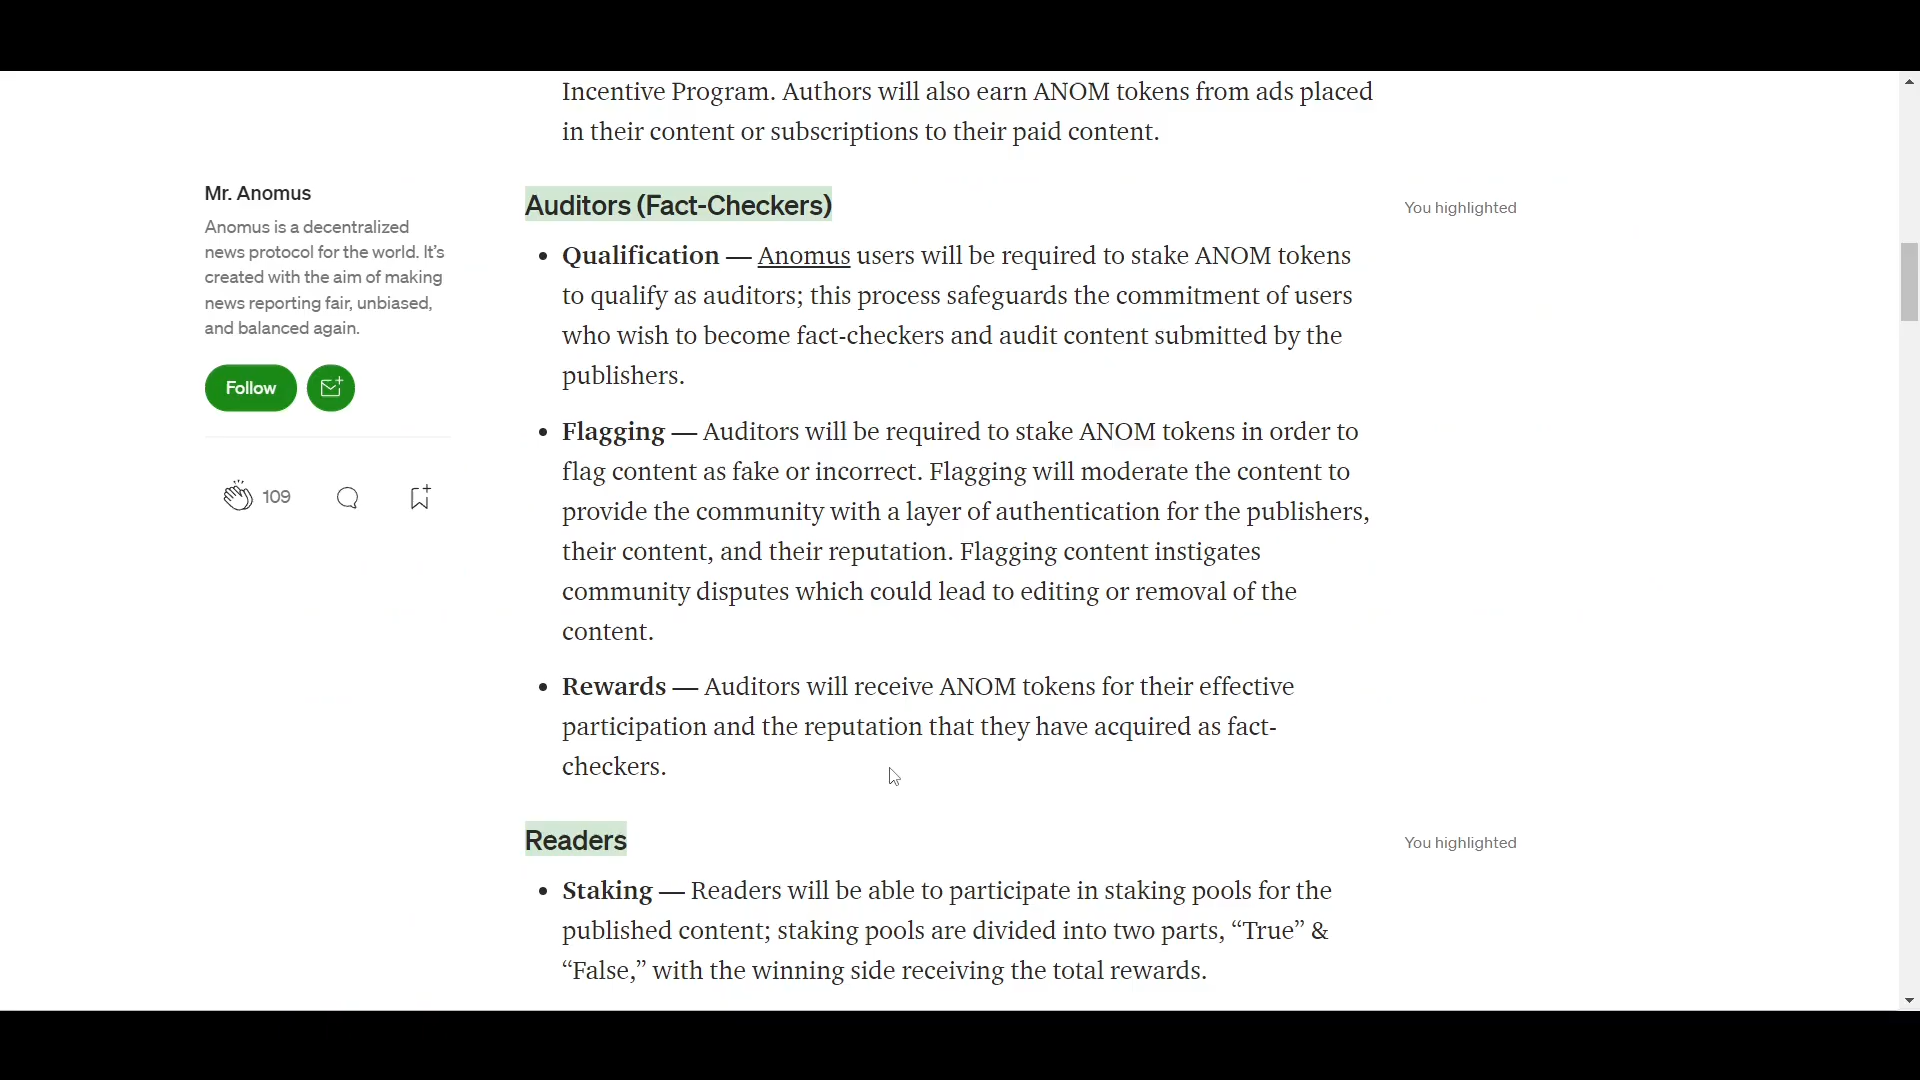 Incentive Program. Authors will also earn ANOM tokens from ads placed
in their content or subscriptions to their paid content.
Mr. Anomus
Anomus is a decentralized
news protocol for the world. It’s
created with the aim of making
news reporting fair, unbiased,
and balanced again.
Follow
109
Auditors (Fact-Checkers)
You highlighted
• Qualification — Anomus users will be required to stake ANOM tokens
to qualify as auditors; this process safeguards the commitment of users
who wish to become fact-checkers and audit content submitted by the
publishers.
• Flagging — Auditors will be required to stake ANOM tokens in order to
flag content as fake or incorrect. Flagging will moderate the content to
provide the community with a layer of authentication for the publishers,
their content, and their reputation. Flagging content instigates
community disputes which could lead to editing or removal of the
content.
• Rewards — Auditors will receive ANOM tokens for their effective
participation and the reputation that they have acquired as fact-
checkers.
Readers
You highlighted
• Staking — Readers will be able to participate in staking pools for the
published content; staking pools are divided into two parts, “True” &
“False,” with the winning side receiving the total rewards.